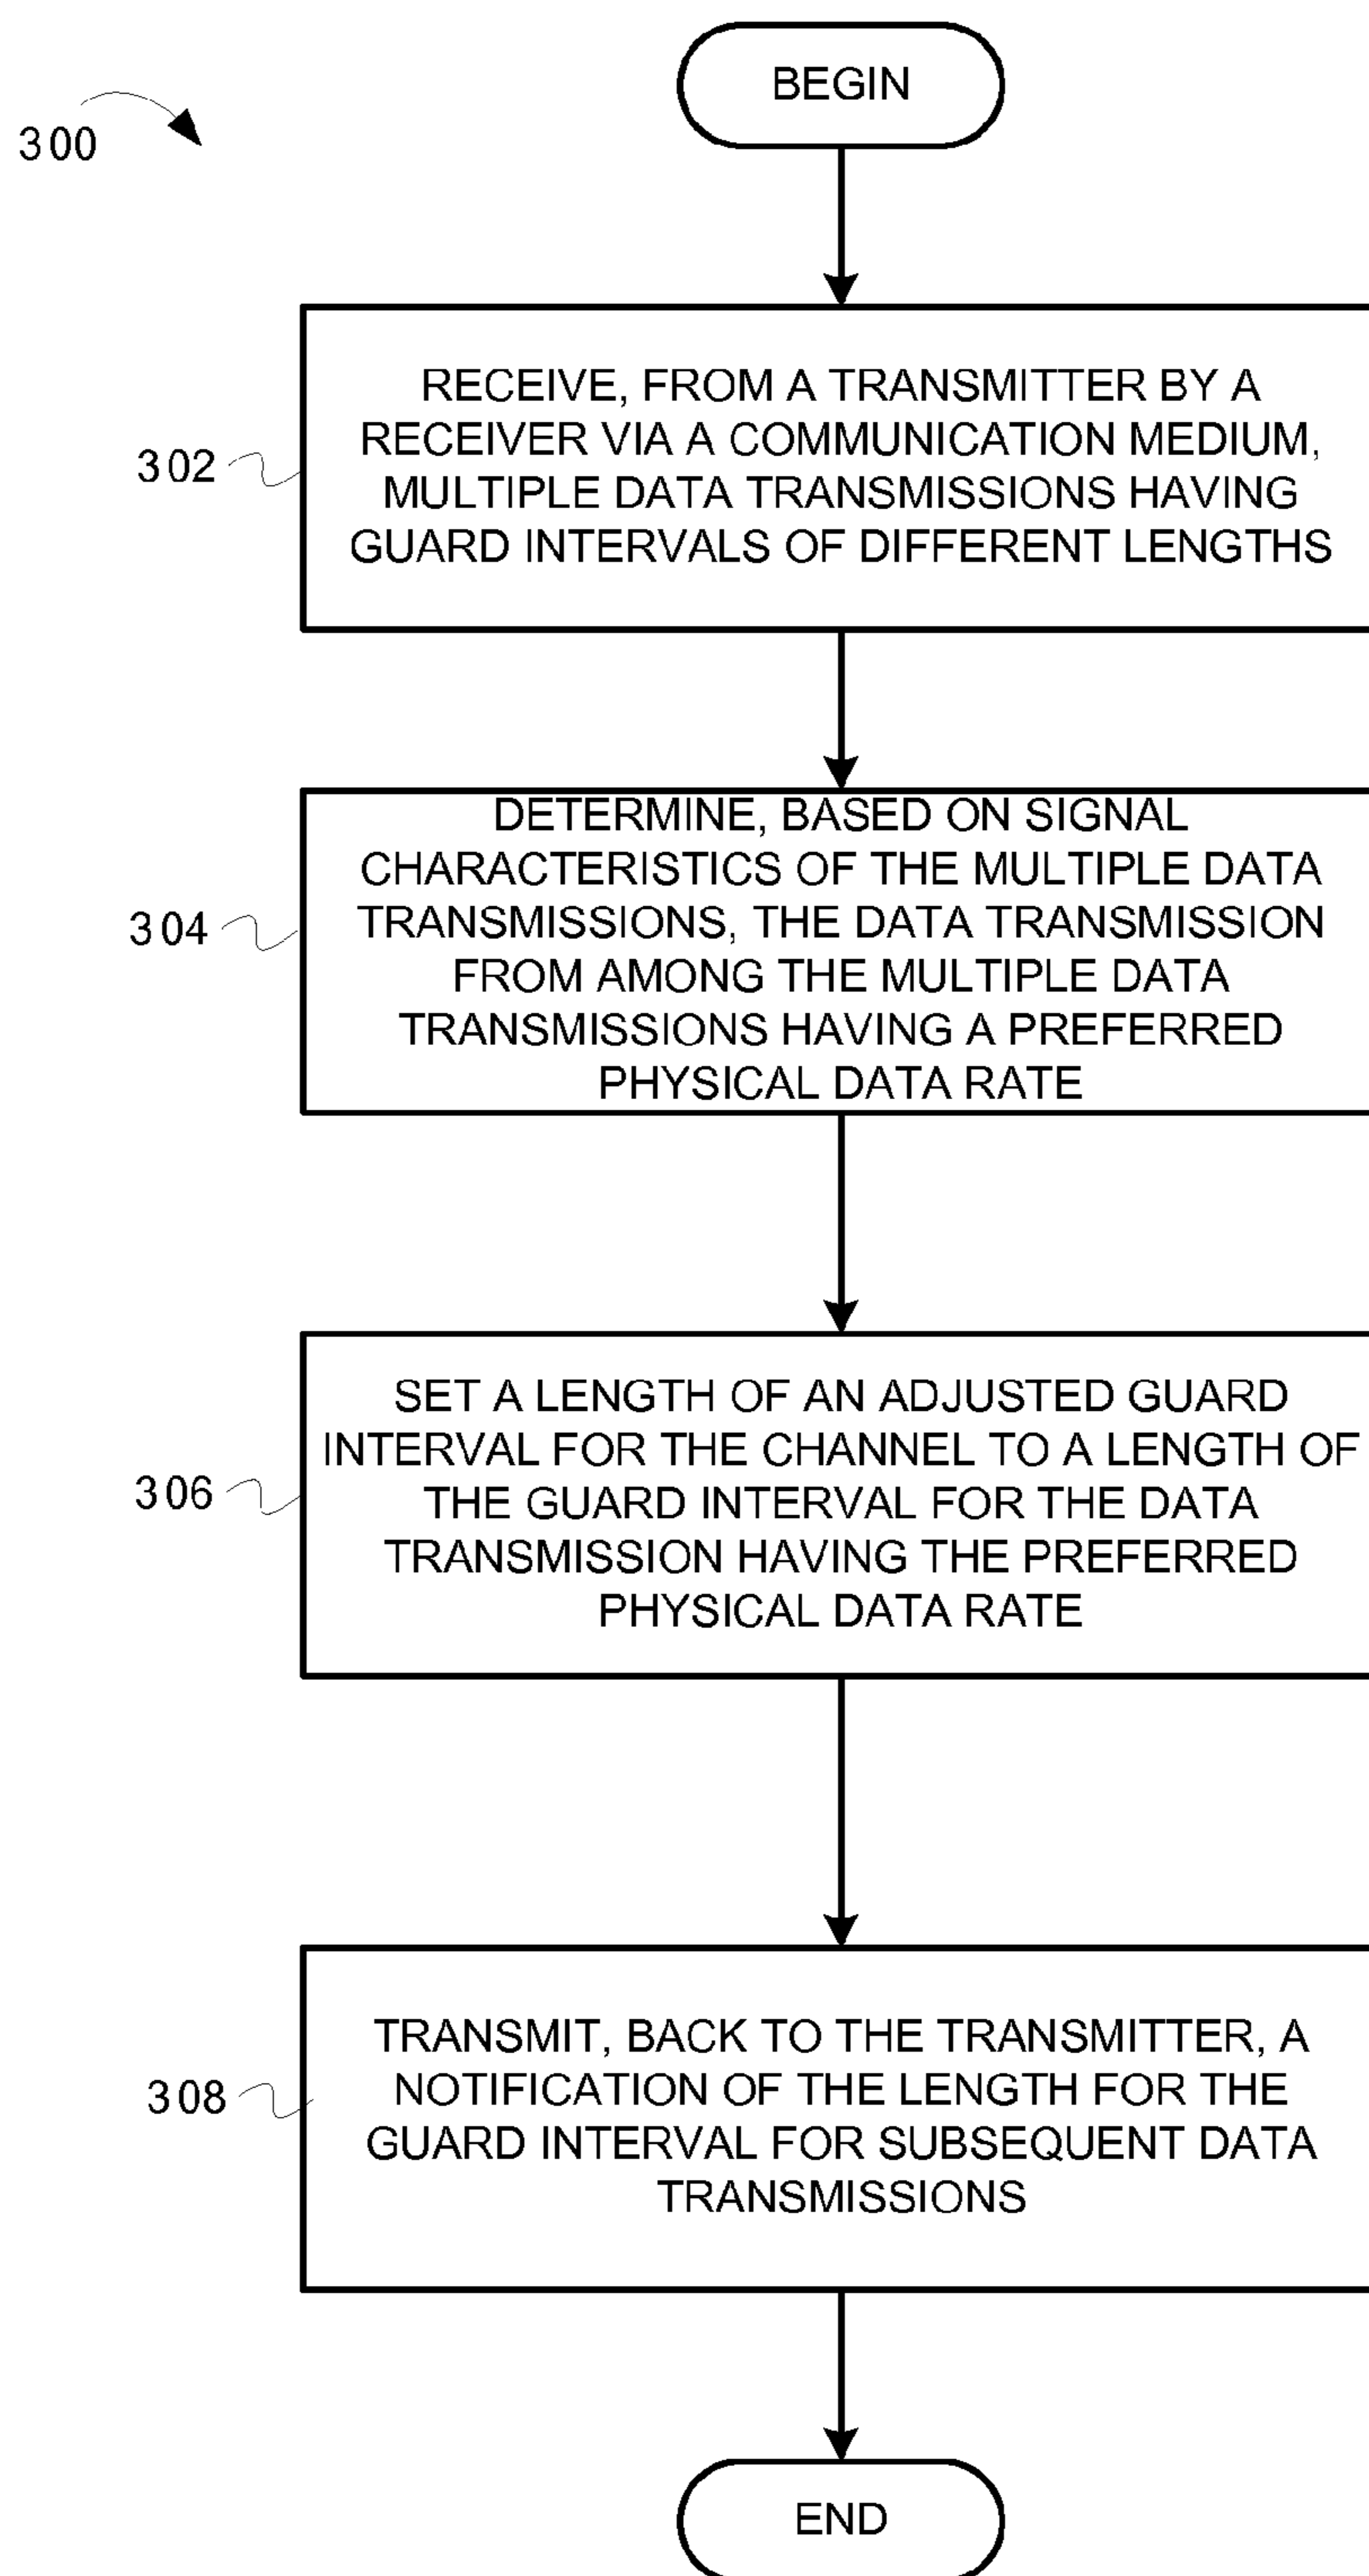 BEGIN
300
RECEIVE, FROM A TRANSMITTER BY A
RECEIVER VIA A COMMUNICATION MEDIUM,
MULTIPLE DATA TRANSMISSIONS HAVING
GUARD INTERVALS OF DIFFERENT LENGTHS
302
DETERMINE, BASED ON SIGNAL
CHARACTERISTICS OF THE MULTIPLE DATA
TRANSMISSIONS, THE DATA TRANSMISSION
FROM AMONG THE MULTIPLE DATA
TRANSMISSIONS HAVING A PREFERRED
PHYSICAL DATA RATE
304
SET A LENGTH OF AN ADJUSTED GUARD
INTERVAL FOR THE CHANNEL TO A LENGTH OF
THE GUARD INTERVAL FOR THE DATA
TRANSMISSION HAVING THE PREFERRED
PHYSICAL DATA RATE
306
TRANSMIT, BACK TO THE TRANSMITTER, A
NOTIFICATION OF THE LENGTH FOR THE
GUARD INTERVAL FOR SUBSEQUENT DATA
TRANSMISSIONS
308
END